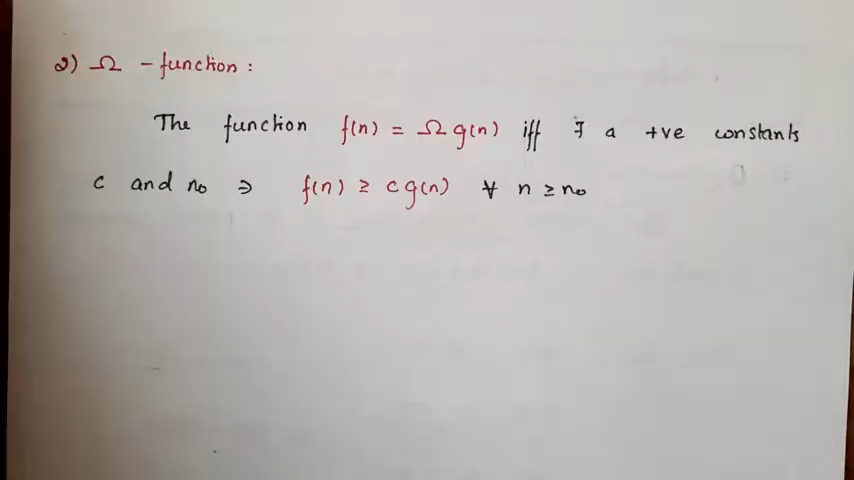 2) Ω - function :
The function f(n) = Ω g(n) iff ∃ a +ve constants
c and n₀ ∋ f(n) ≥ c g(n) ∀ n ≥ n₀